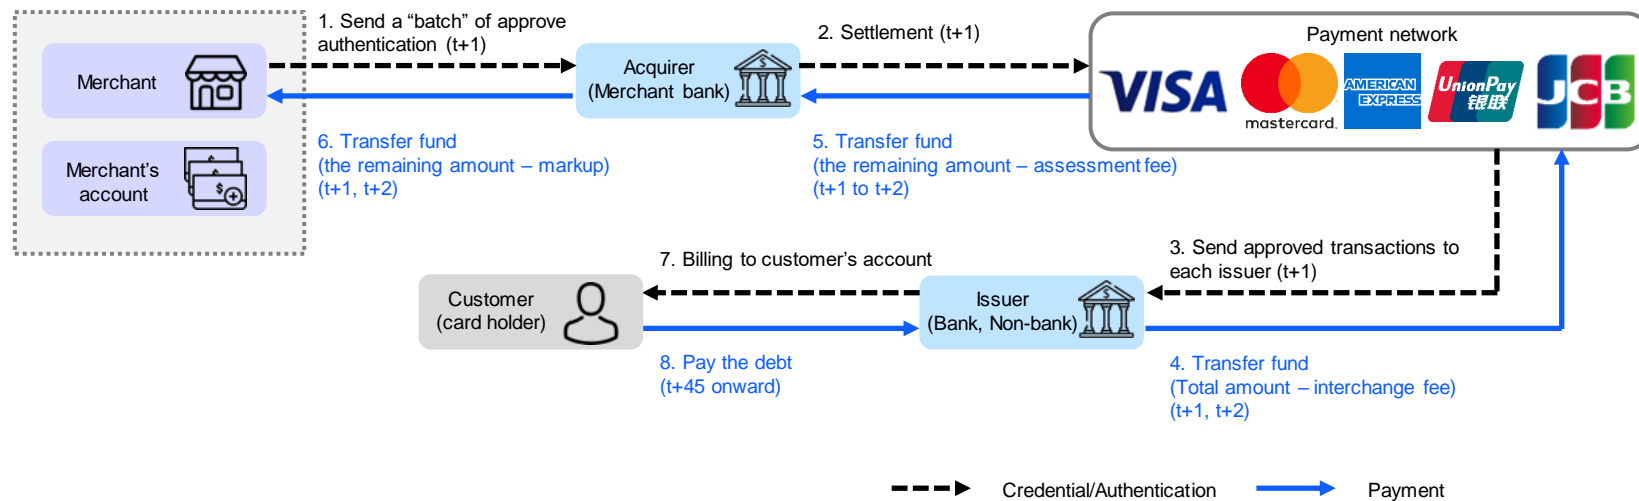 1. Send a “batch” of approve
authentication (t+1)
2. Settlement (t+1)
Payment network
Merchant
Acquirer
(Merchant bank)
VISA
mastercard.
AMERICAN
EXPRESS
UnionPay
银联
JCB
6. Transfer fund
(the remaining amount – markup)
(t+1, t+2)
5. Transfer fund
(the remaining amount – assessment fee)
(t+1 to t+2)
Merchant's
account
$
3. Send approved transactions to
each issuer (t+1)
7. Billing to customer's account
Customer
(card holder)
Issuer
(Bank, Non-bank)
8. Pay the debt
(t+45 onward)
4. Transfer fund
(Total amount – interchange fee)
(t+1, t+2)
Credential/Authentication
Payment